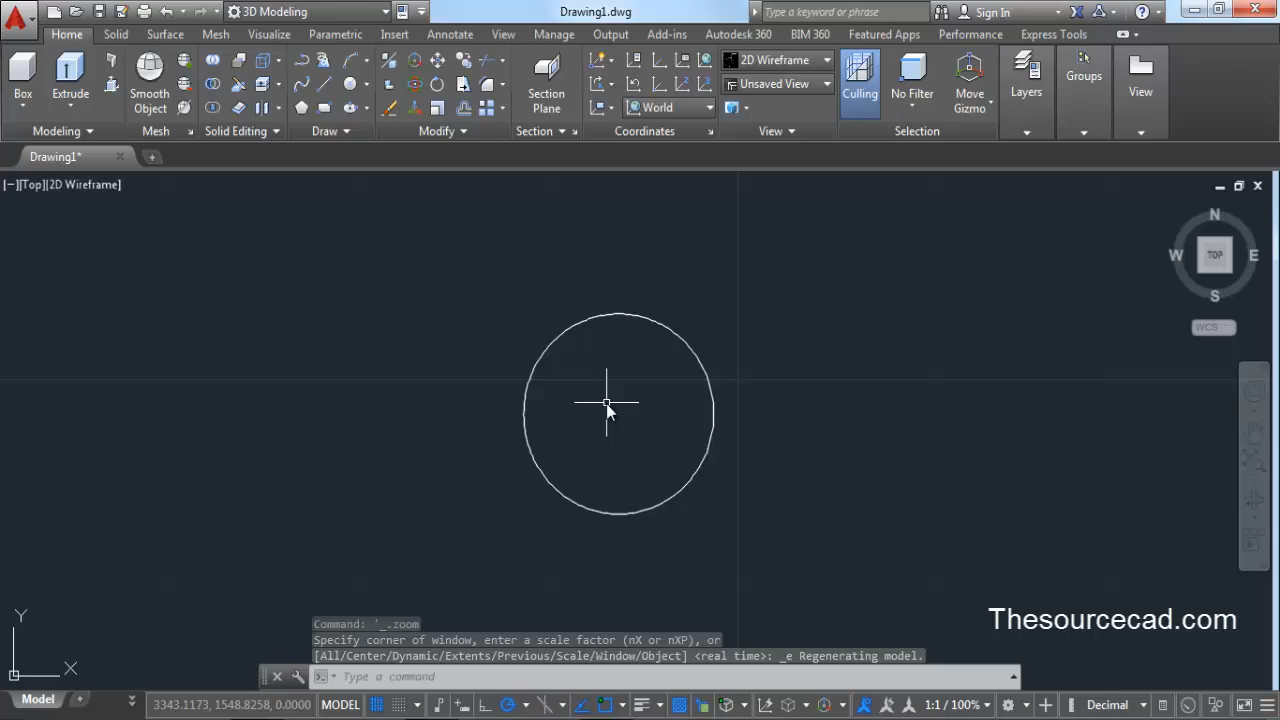 3D Modeling
Drawing1.dwg
Type a keyword or phrase
Sign In
Home Solid Surface Mesh Visualize Parametric Insert Annotate View Manage Output Add-ins Autodesk 360 BIM 360 Featured Apps Performance Express Tools
Box
Extrude
Smooth
Object
Section
Plane
2D Wireframe
Unsaved View
World
Culling
No Filter
Move
Gizmo
Layers
Groups
View
Modeling Mesh Solid Editing Draw Modify Section Coordinates View Selection
Drawing1*
[−][Top][2D Wireframe]
N
W TOP E
S
WCS
Thesourcecad.com
Y
X
Command: '_.zoom
Specify corner of window, enter a scale factor (nX or nXP), or
[All/Center/Dynamic/Extents/Previous/Scale/Window/Object] <real time>: _e Regenerating model.
Type a command
Model
3343.1173, 1548.8258, 0.0000 MODEL 1:1 / 100% Decimal